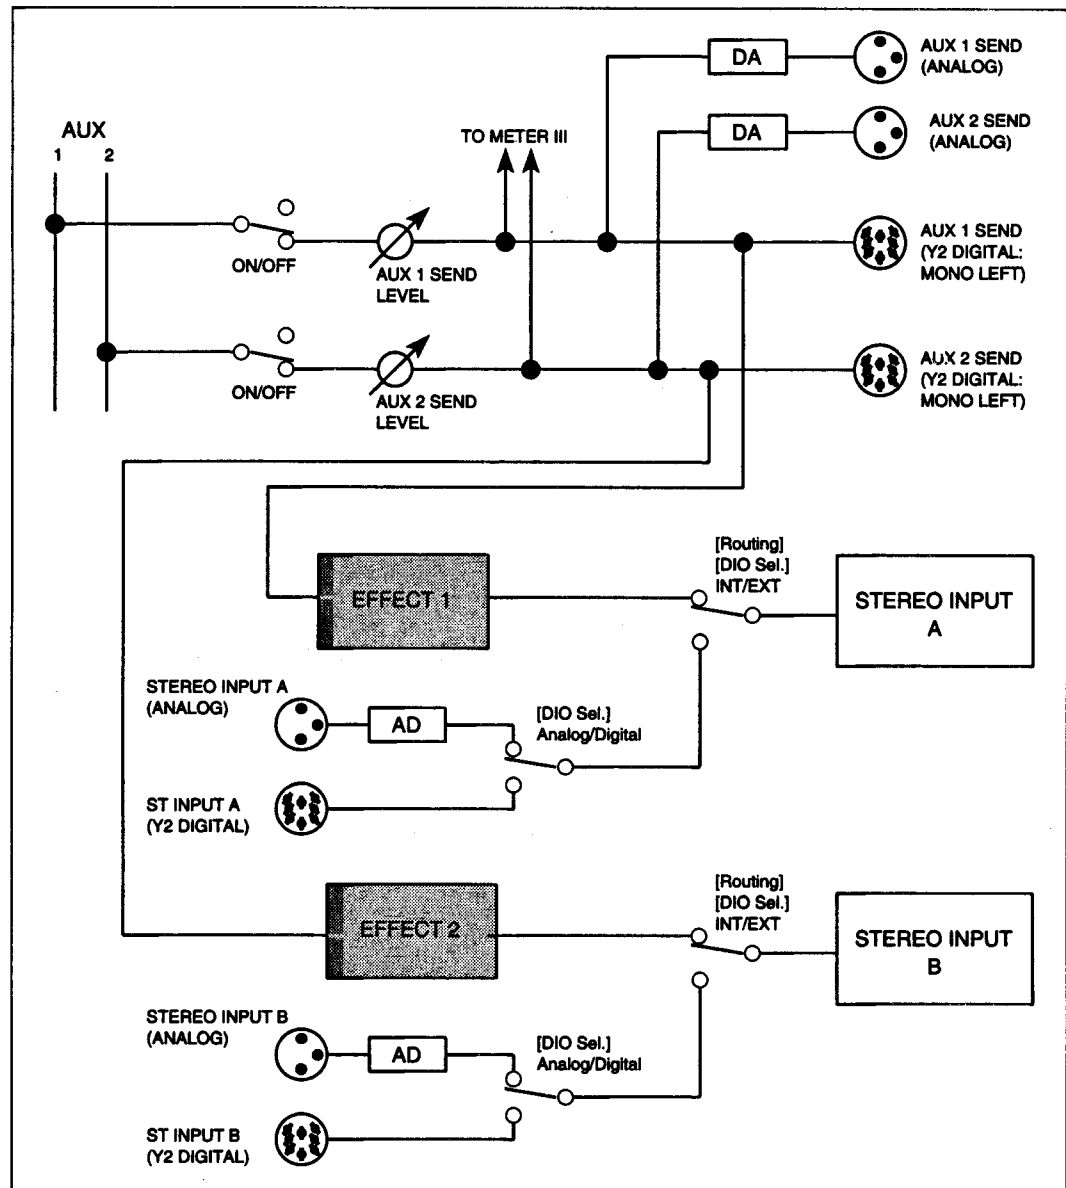 DA
AUX 1 SEND
(ANALOG)
AUX
1 2
TO METER III
DA
AUX 2 SEND
(ANALOG)
ON/OFF
AUX 1 SEND
LEVEL
AUX 1 SEND
(Y2 DIGITAL:
MONO LEFT)
ON/OFF
AUX 2 SEND
LEVEL
AUX 2 SEND
(Y2 DIGITAL:
MONO LEFT)
EFFECT 1
[Routing]
[DIO Sel.]
INT/EXT
STEREO INPUT
A
STEREO INPUT A
(ANALOG)
AD
[DIO Sel.]
Analog/Digital
ST INPUT A
(Y2 DIGITAL)
EFFECT 2
[Routing]
[DIO Sel.]
INT/EXT
STEREO INPUT
B
STEREO INPUT B
(ANALOG)
AD
[DIO Sel.]
Analog/Digital
ST INPUT B
(Y2 DIGITAL)